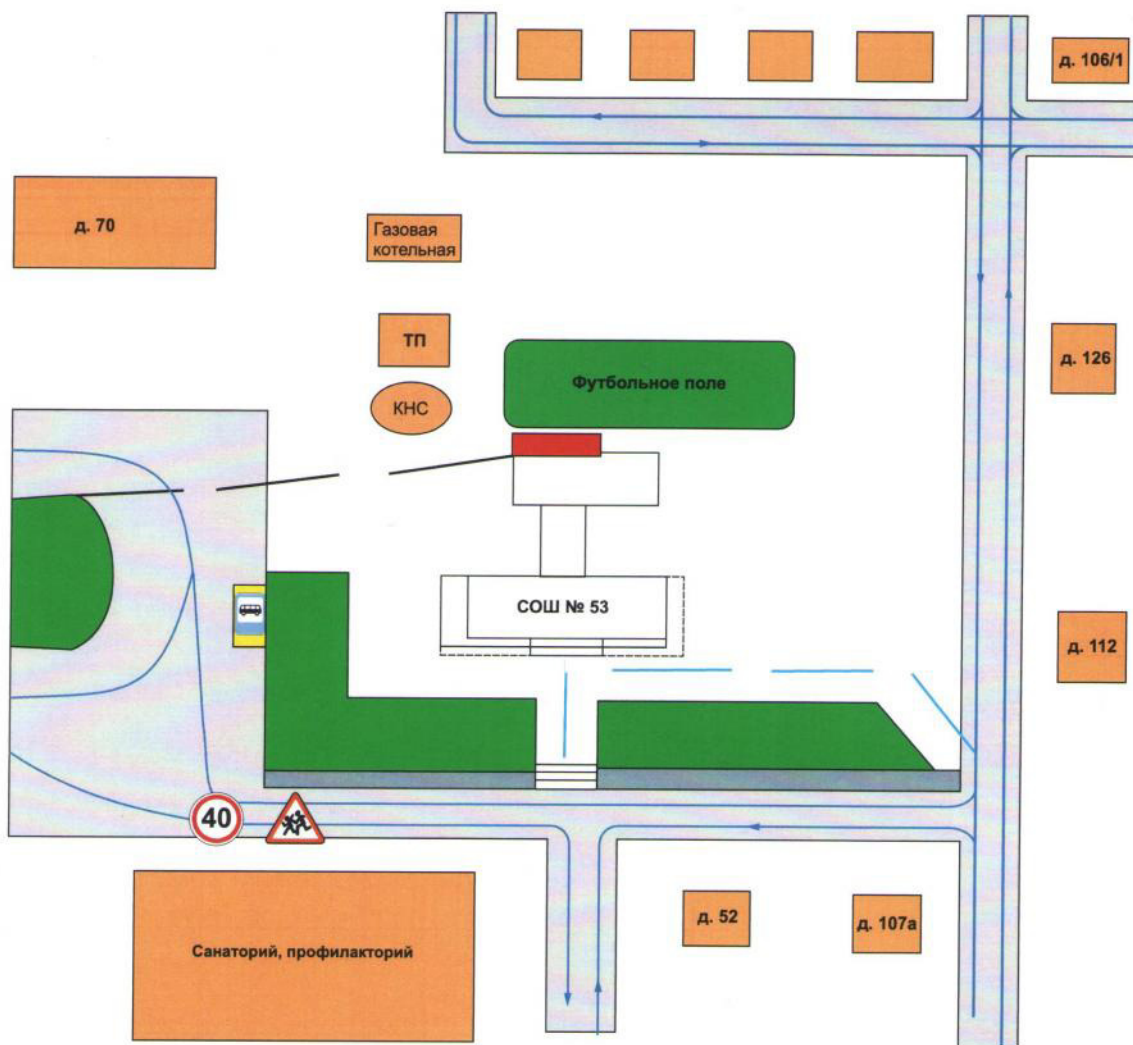 д. 106/1
д. 70
Газовая
котельная
ТП
д. 126
Футбольное поле
КНС
СОШ № 53
д. 112
40
д. 52
д. 107а
Санаторий, профилакторий